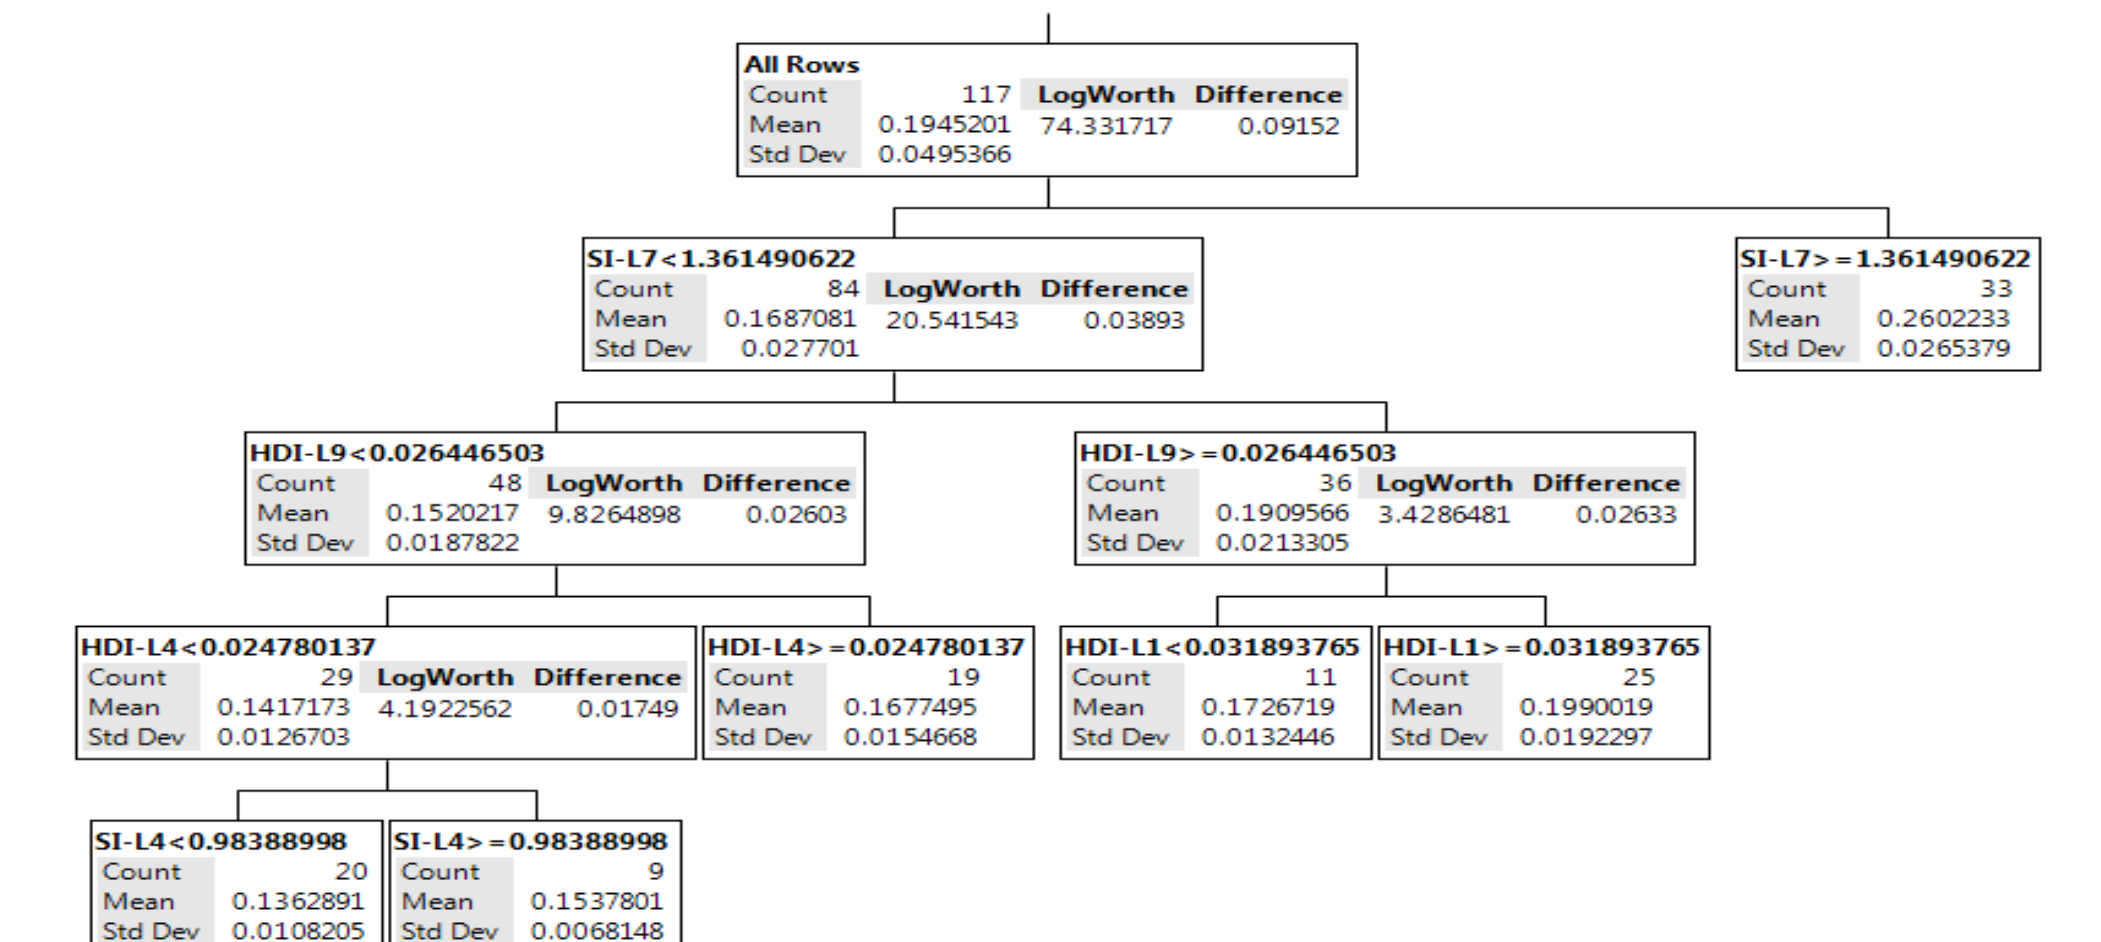 All Rows
Count 117 LogWorth Difference
Mean 0.1945201 74.331717 0.09152
Std Dev 0.0495366
SI-L7<1.361490622
Count 84 LogWorth Difference
Mean 0.1687081 20.541543 0.03893
Std Dev 0.027701
SI-L7>=1.361490622
Count 33
Mean 0.2602233
Std Dev 0.0265379
HDI-L9<0.026446503
Count 48 LogWorth Difference
Mean 0.1520217 9.8264898 0.02603
Std Dev 0.0187822
HDI-L9>=0.026446503
Count 36 LogWorth Difference
Mean 0.1909566 3.4286481 0.02633
Std Dev 0.0213305
HDI-L4<0.024780137
Count 29 LogWorth Difference
Mean 0.1417173 4.1922562 0.01749
Std Dev 0.0126703
HDI-L4>=0.024780137
Count 19
Mean 0.1677495
Std Dev 0.0154668
HDI-L1<0.031893765
Count 11
Mean 0.1726719
Std Dev 0.0132446
HDI-L1>=0.031893765
Count 25
Mean 0.1990019
Std Dev 0.0192297
SI-L4<0.98388998
Count 20
Mean 0.1362891
Std Dev 0.0108205
SI-L4>=0.98388998
Count 9
Mean 0.1537801
Std Dev 0.0068148